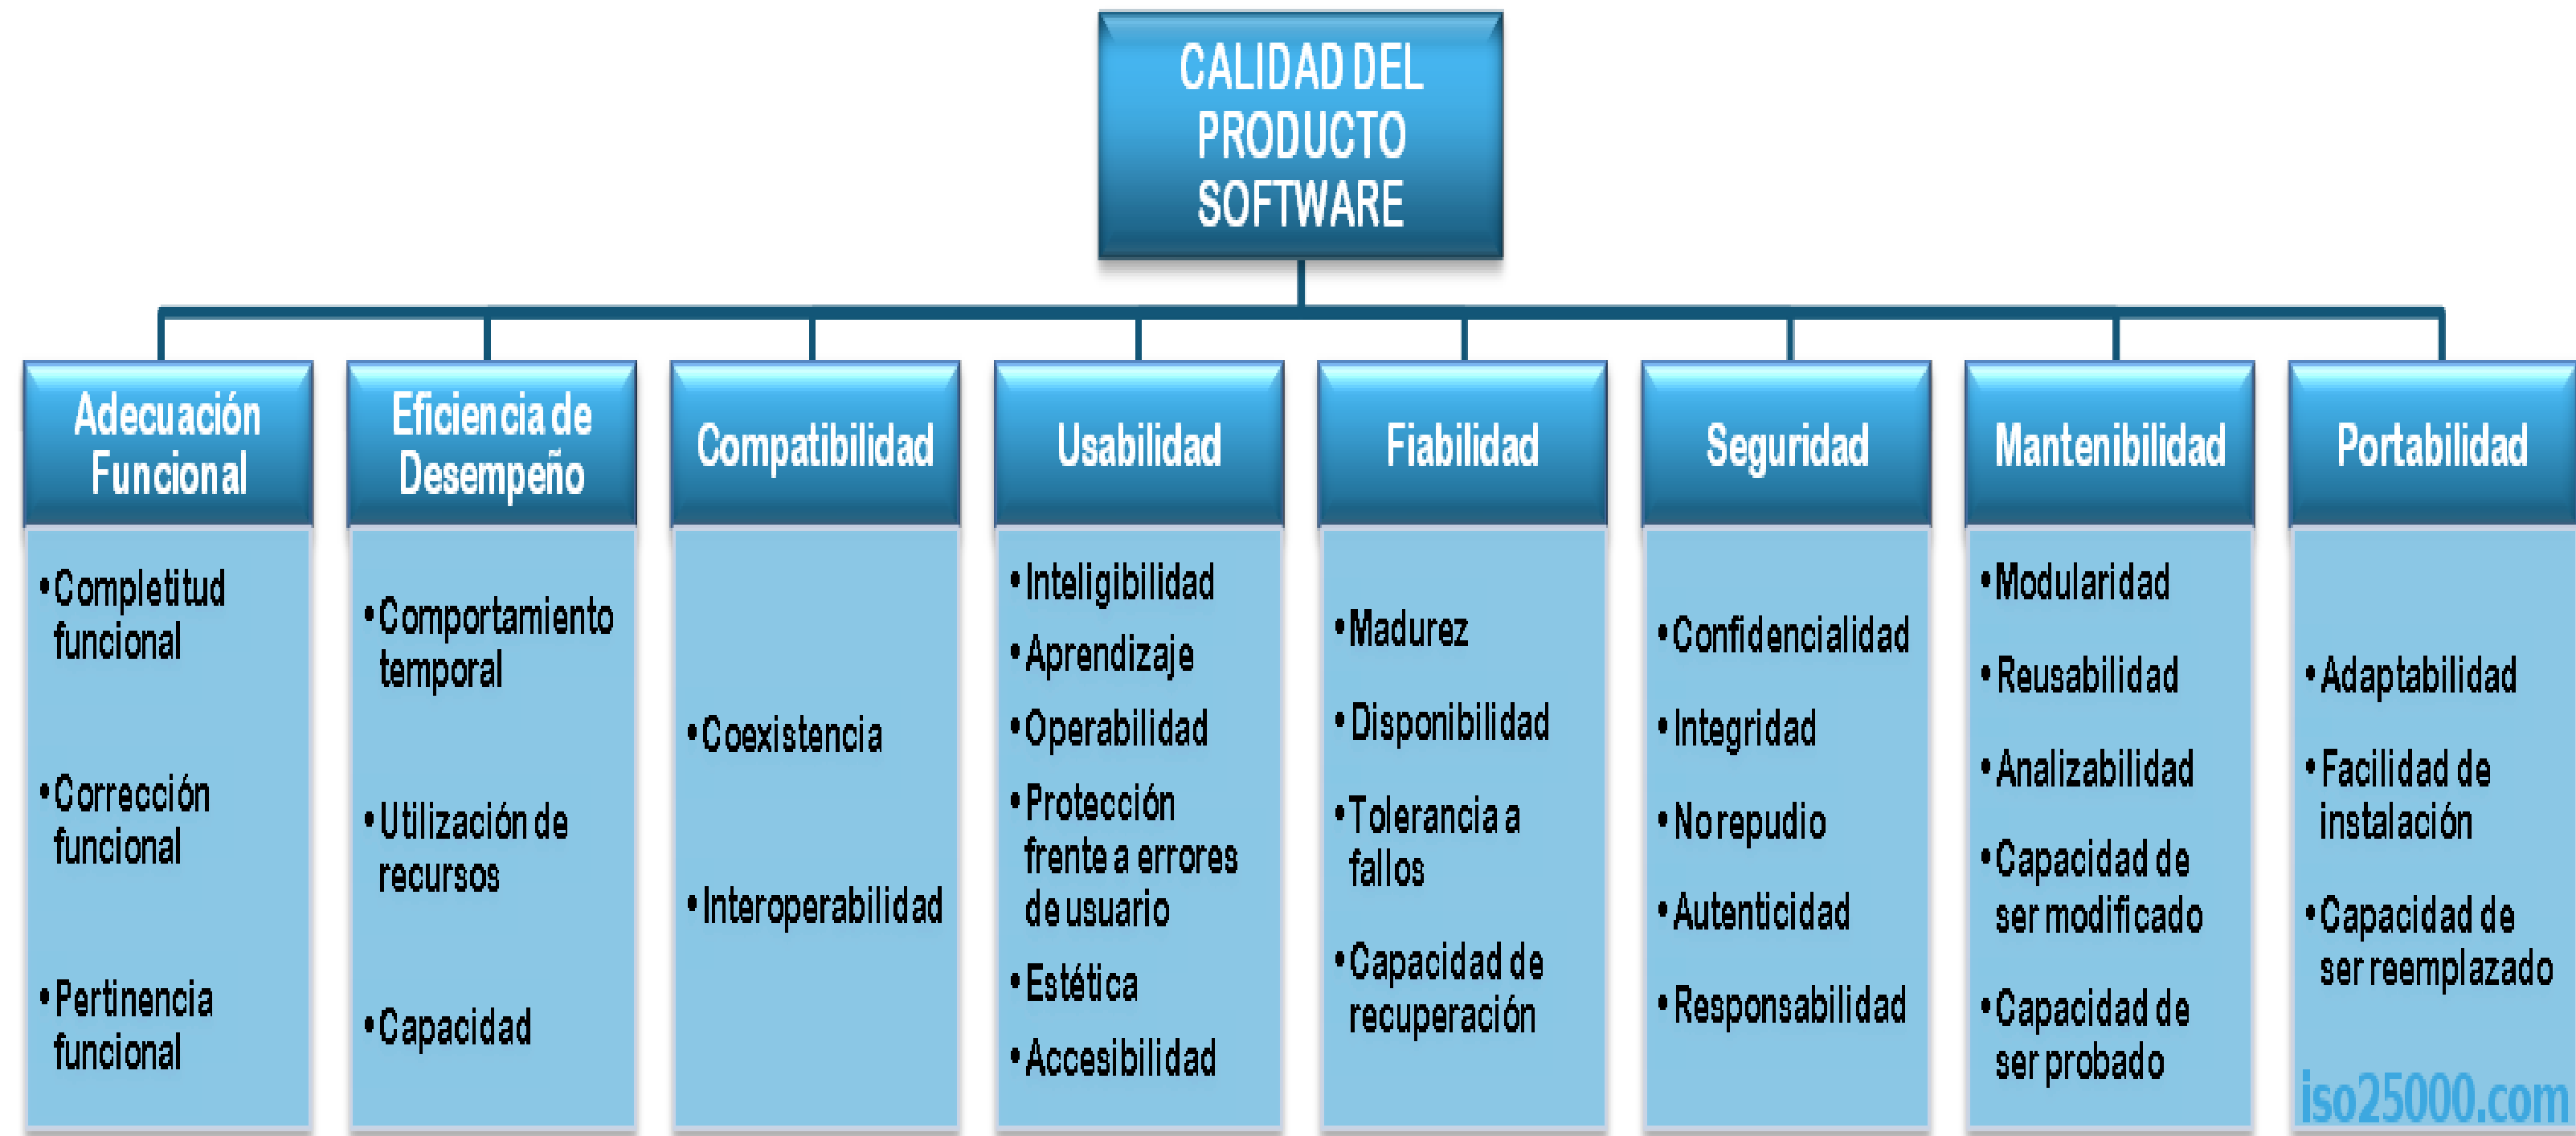 CALIDAD DEL
PRODUCTO
SOFTWARE
Adecuación
Funcional
•Completitud
funcional
•Corrección
funcional
•Pertinencia
funcional
Eficiencia de
Desempeño
•Comportamiento
temporal
•Utilización de
recursos
•Capacidad
Compatibilidad
•Coexistencia
•Interoperabilidad
Usabilidad
•Inteligibilidad
•Aprendizaje
•Operabilidad
•Protección
frente a errores
de usuario
•Estética
•Accesibilidad
Fiabilidad
•Madurez
•Disponibilidad
•Tolerancia a
fallos
•Capacidad de
recuperación
Seguridad
•Confidencialidad
•Integridad
•No repudio
•Autenticidad
•Responsabilidad
Mantenibilidad
•Modularidad
•Reusabilidad
•Analizabilidad
•Capacidad de
ser modificado
•Capacidad de
ser probado
Portabilidad
•Adaptabilidad
•Facilidad de
instalación
•Capacidad de
ser reemplazado
iso25000.com